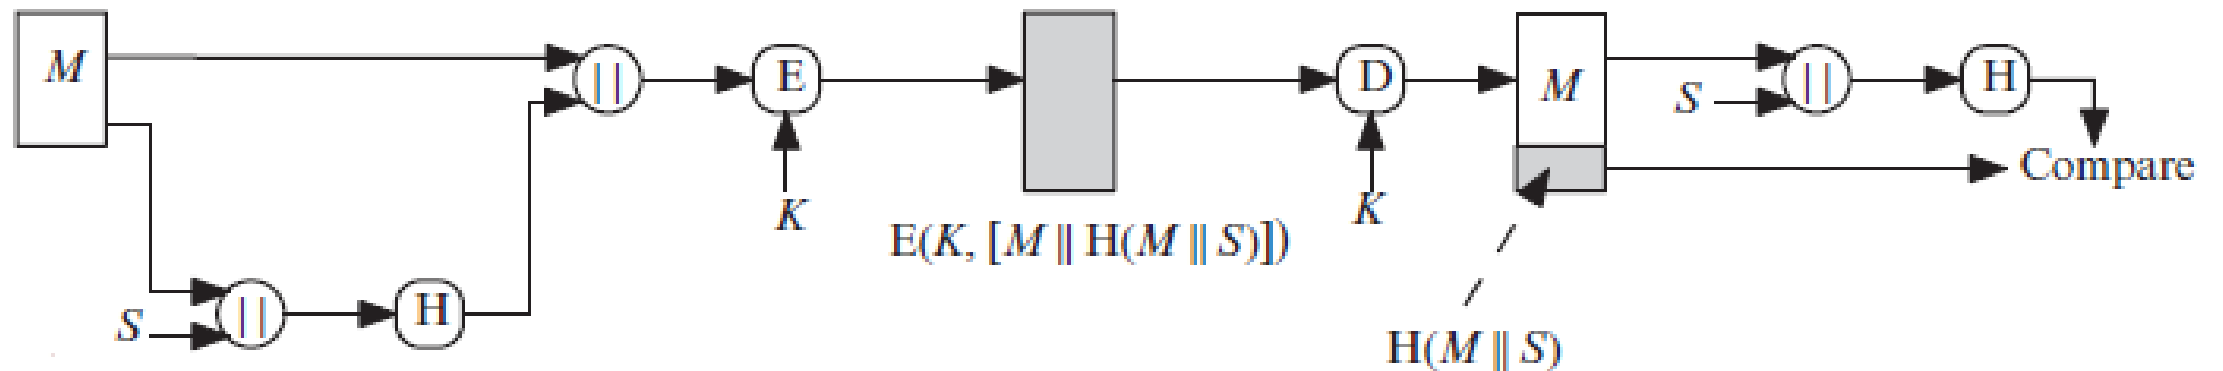 M
||
E
D
M
S
||
H
K
K
Compare
E(K, [M || H(M || S)])
S
||
H
H(M || S)